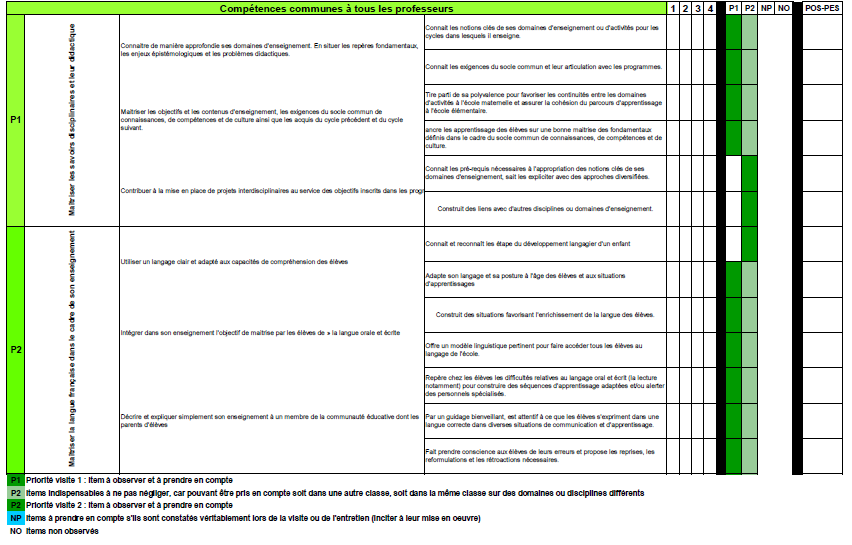 Compétences communes à tous les professeurs 1 2 3 4 P1 P2 NP NO POS-PES
P1
Maîtriser les savoirs disciplinaires et leur didactique
Connaître de manière approfondie ses domaines d'enseignement. En situer les repères fondamentaux,
les enjeux épistémologiques et les problèmes didactiques.
Connait les notions clés de ses domaines d'enseignement ou d'activités pour les
cycles dans lesquels il enseigne.
Connait les exigences du socle commun et leur articulation avec les programmes.
Maîtriser les objectifs et les contenus d'enseignement, les exigences du socle commun de
connaissances, de compétences et de culture ainsi que les acquis du cycle précédent et du cycle
suivant.
Tire parti de sa polyvalence pour favoriser les continuités entre les domaines
d'activités à l'école maternelle et assurer la cohésion du parcours d'apprentissage
à l'école élémentaire.
ancre les apprentissage des élèves sur une bonne maitrise des fondamentaux
définis dans le cadre du socle commun de connaissances, de compétences et de
culture.
Contribuer à la mise en place de projets interdisciplinaires au service des objectifs inscrits dans les progr
Connait les pré-requis nécessaires à l'appropriation des notions clés de ses
domaines d'enseignement, sait les expliciter avec des approches diversifiées.
Construit des liens avec d'autres disciplines ou domaines d'enseignement.
P2
Maîtriser la langue française dans le cadre de son enseignement
Utiliser un langage clair et adapté aux capacités de compréhension des élèves
Connait et reconnaît les étape du développement langagier d'un enfant
Adapte son langage et sa posture à l'âge des élèves et aux situations
d'apprentissages
Intégrer dans son enseignement l'objectif de maitrise par les élèves de » la langue orale et écrite
Construit des situations favorisant l'enrichissement de la langue des élèves.
Offre un modèle linguistique pertinent pour faire accéder tous les élèves au
langage de l'école.
Repère chez les élèves les difficultés relatives au langage oral et écrit (la lecture
notamment) pour construire des séquences d'apprentissage adaptées et/ou alerter
des personnels spécialisés.
Décrire et expliquer simplement son enseignement à un membre de la communauté éducative dont les
parents d'élèves
Par un guidage bienveillant, est attentif à ce que les élèves s'expriment dans une
langue correcte dans diverses situations de communication et d'apprentissage.
Fait prendre conscience aux élèves de leurs erreurs et propose les reprises, les
reformulations et les rétroactions nécessaires.
P1 Priorité visite 1 : Item à observer et à prendre en compte
P2 Items indispensables à ne pas négliger, car pouvant être pris en compte soit dans une autre classe, soit dans la même classe sur des domaines ou disciplines différents
P2 Priorité visite 2 : Item à observer et à prendre en compte
NP Items à prendre en compte s'ils sont constatés véritablement lors de la visite ou de l'entretien (inciter à leur mise en oeuvre)
NO Items non observés